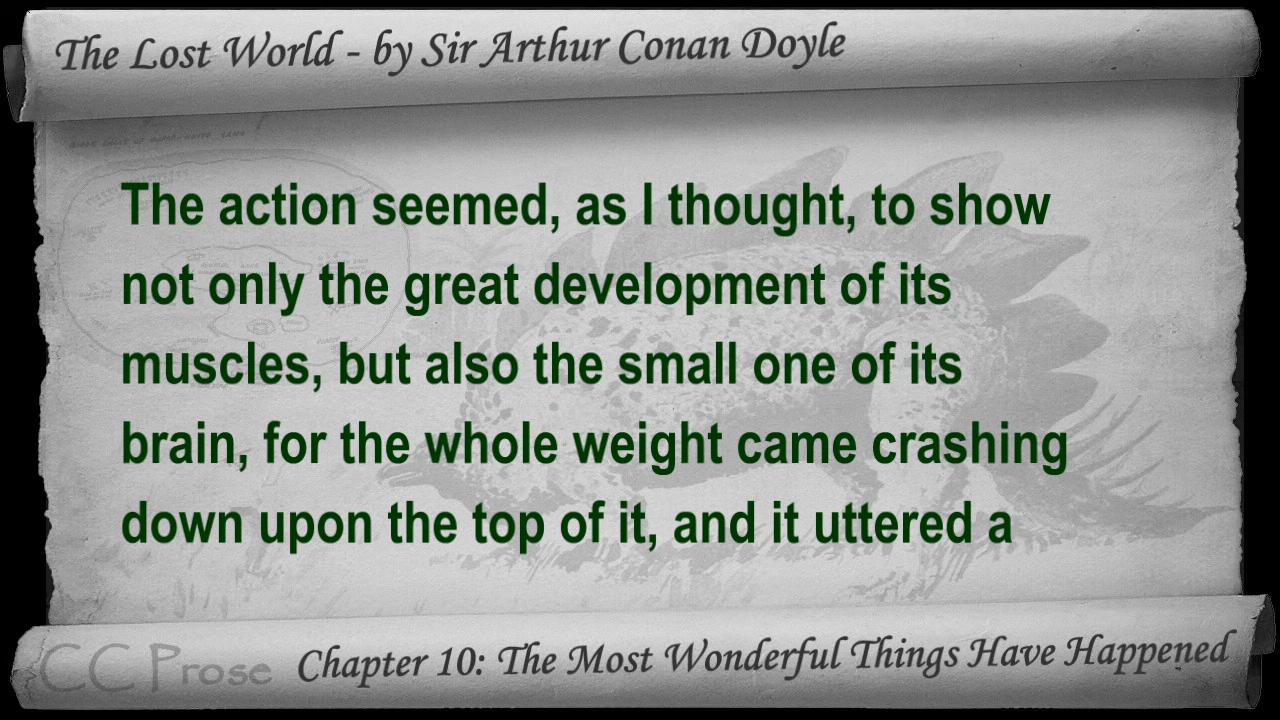 The Lost World - by Sir Arthur Conan Doyle
The action seemed, as I thought, to show
not only the great development of its
muscles, but also the small one of its
brain, for the whole weight came crashing
down upon the top of it, and it uttered a
CC Prose
Chapter 10: The Most Wonderful Things Have Happened